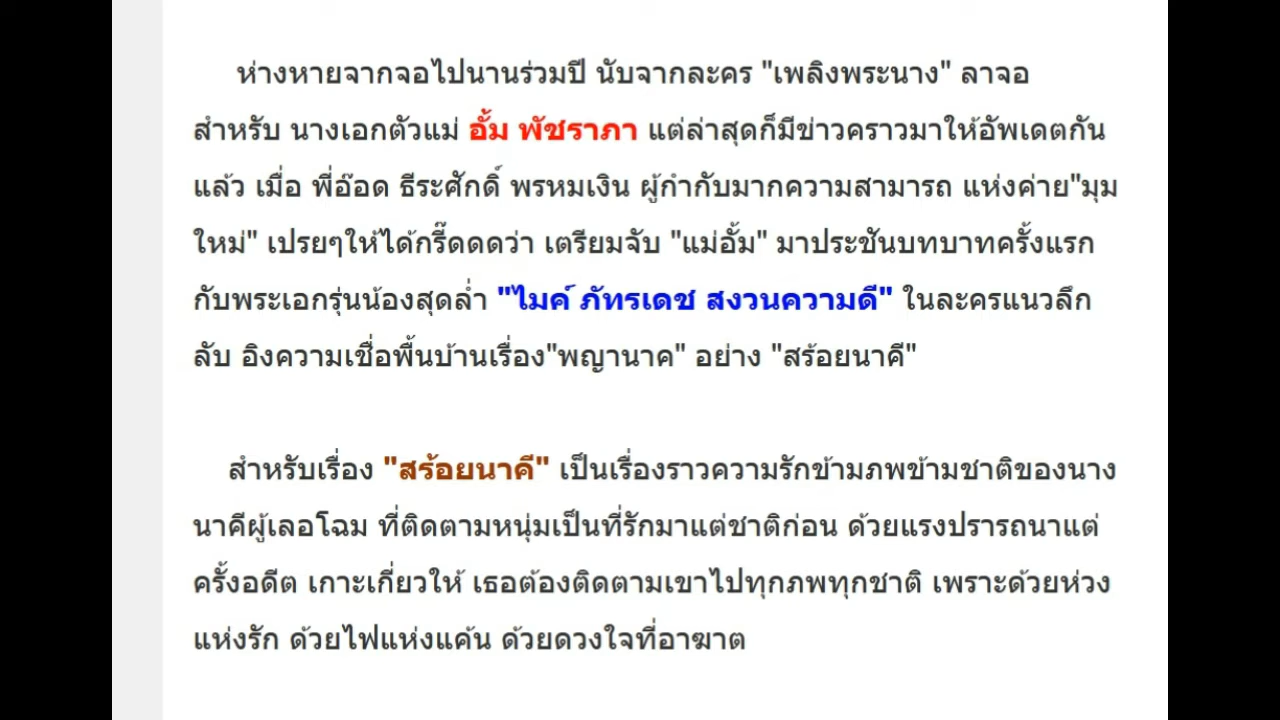 ห่างหายจากจอไปนานร่วมปี นับจากละคร "เพลิงพระนาง" ลาจอ
สำหรับ นางเอกตัวแม่ อั้ม พัชราภา แต่ล่าสุดก็มีข่าวคราวมาให้อัพเดตกัน
แล้ว เมื่อ พี่อ๊อด ธีระศักดิ์ พรหมเงิน ผู้กำกับมากความสามารถ แห่งค่าย"มุม
ใหม่" เปรยๆให้ได้กรี๊ดดดว่า เตรียมจับ "แม่อั้ม" มาประชันบทบาทครั้งแรก
กับพระเอกรุ่นน้องสุดล่ำ "ไมค์ ภัทรเดช สงวนความดี" ในละครแนวลึก
ลับ อิงความเชื่อพื้นบ้านเรื่อง"พญานาค" อย่าง "สร้อยนาคี"
สำหรับเรื่อง "สร้อยนาคี" เป็นเรื่องราวความรักข้ามภพข้ามชาติของนาง
นาคีผู้เลอโฉม ที่ติดตามหนุ่มเป็นที่รักมาแต่ชาติก่อน ด้วยแรงปรารถนาแต่
ครั้งอดีต เกาะเกี่ยวให้ เธอต้องติดตามเขาไปทุกภพทุกชาติ เพราะด้วยห่วง
แห่งรัก ด้วยไฟแห่งแค้น ด้วยดวงใจที่อาฆาต